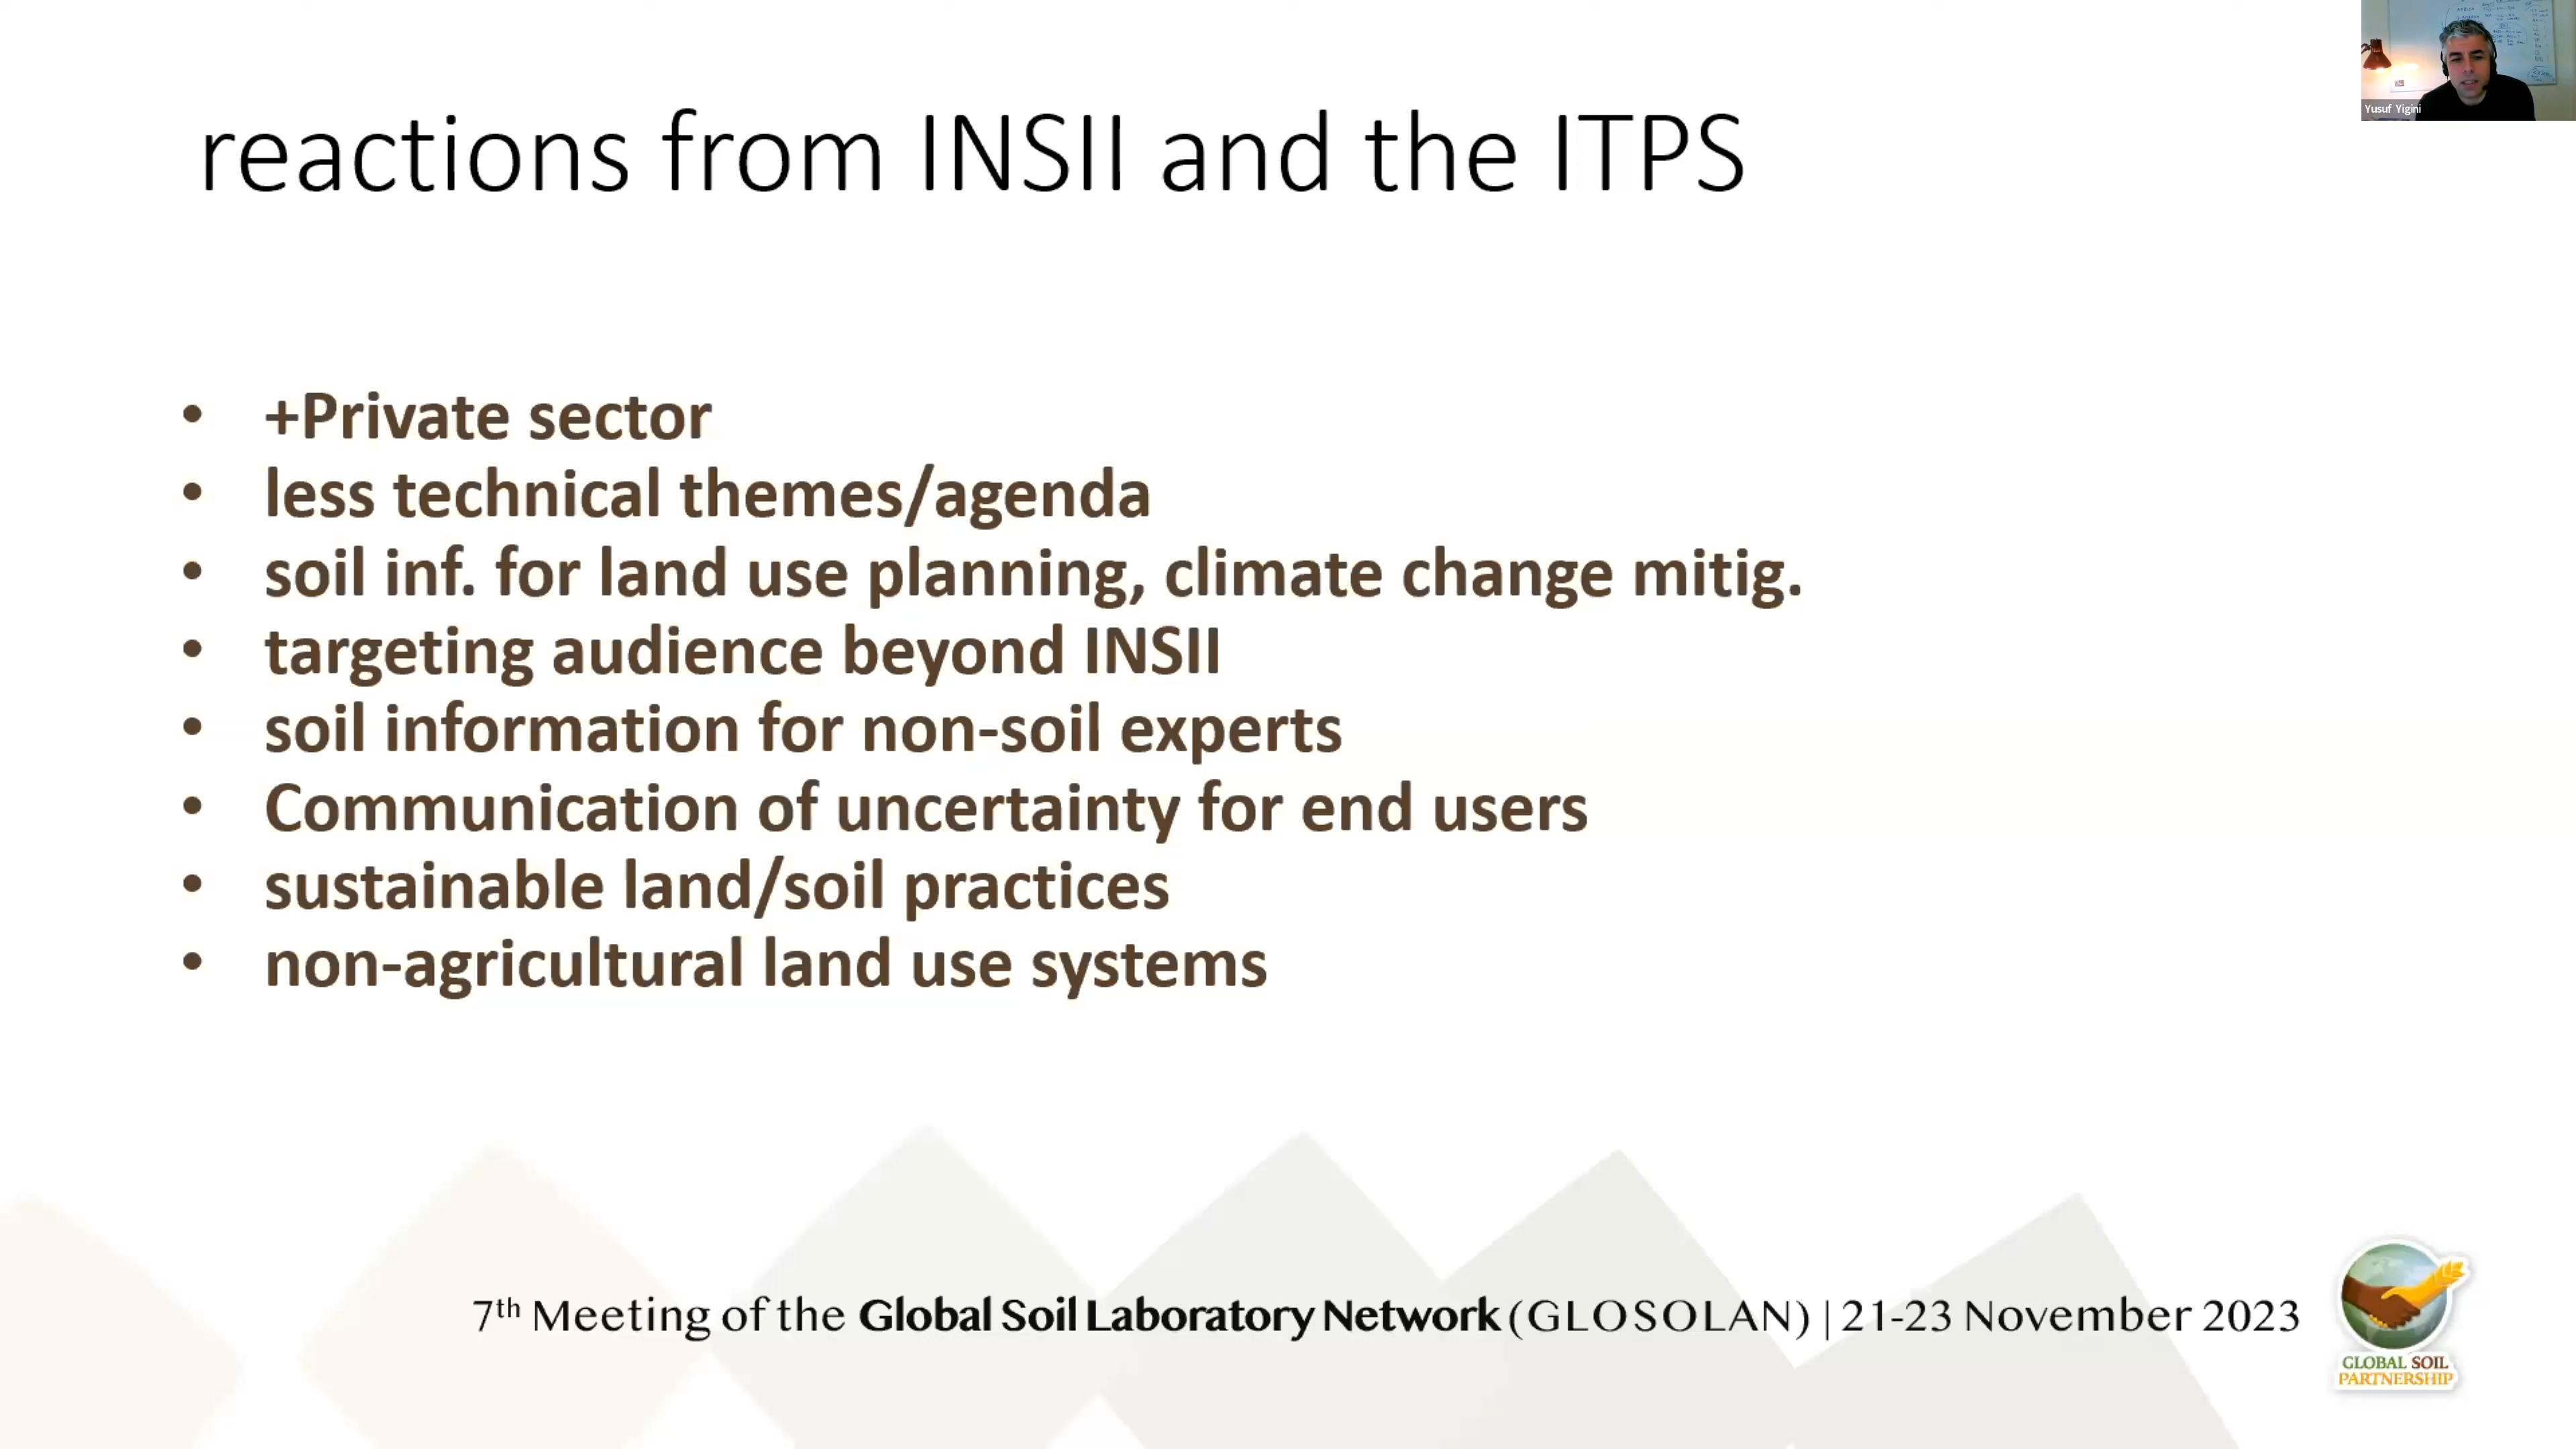 Yusuf Yigini
reactions from INSII and the ITPS
• +Private sector
• less technical themes/agenda
• soil inf. for land use planning, climate change mitig.
• targeting audience beyond INSII
• soil information for non-soil experts
• Communication of uncertainty for end users
• sustainable land/soil practices
• non-agricultural land use systems
7th Meeting of the Global Soil Laboratory Network (GLOSOLAN) | 21-23 November 2023
GLOBAL SOIL
PARTNERSHIP